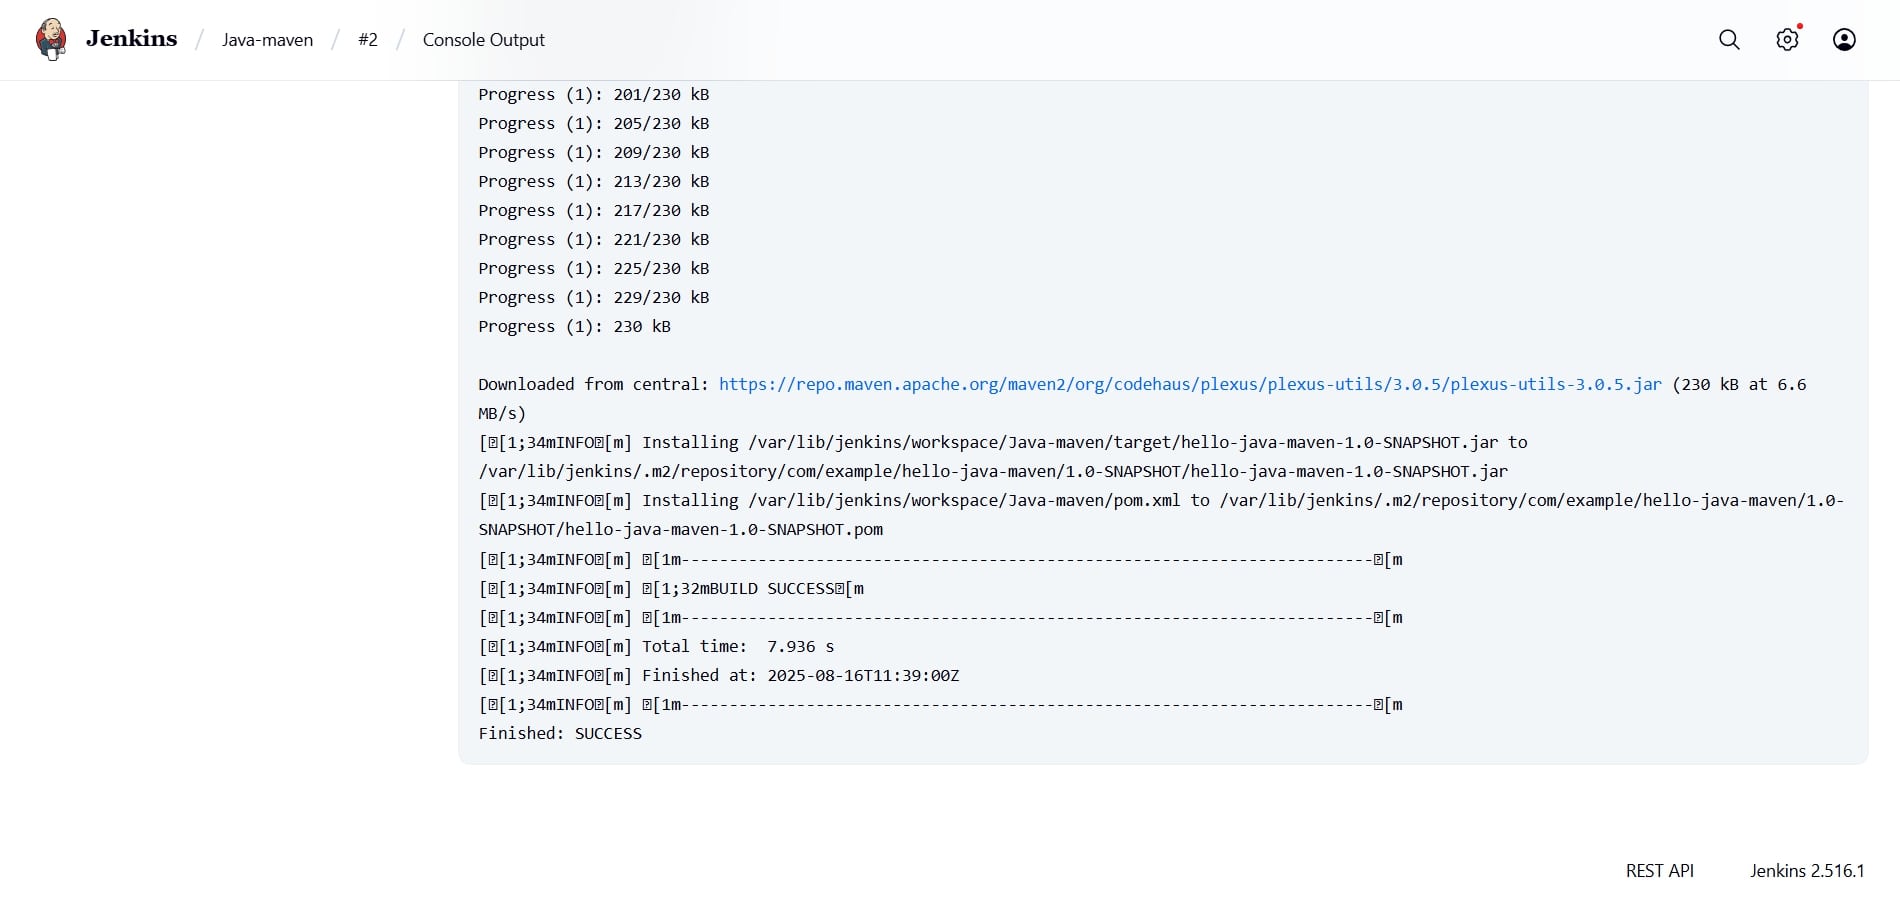 Jenkins / Java-maven / #2 / Console Output
Progress (1): 201/230 kB
Progress (1): 205/230 kB
Progress (1): 209/230 kB
Progress (1): 213/230 kB
Progress (1): 217/230 kB
Progress (1): 221/230 kB
Progress (1): 225/230 kB
Progress (1): 229/230 kB
Progress (1): 230 kB
Downloaded from central: https://repo.maven.apache.org/maven2/org/codehaus/plexus/plexus-utils/3.0.5/plexus-utils-3.0.5.jar (230 kB at 6.6
MB/s)
[␛[1;34mINFO␛[m] Installing /var/lib/jenkins/workspace/Java-maven/target/hello-java-maven-1.0-SNAPSHOT.jar to
/var/lib/jenkins/.m2/repository/com/example/hello-java-maven/1.0-SNAPSHOT/hello-java-maven-1.0-SNAPSHOT.jar
[␛[1;34mINFO␛[m] Installing /var/lib/jenkins/workspace/Java-maven/pom.xml to /var/lib/jenkins/.m2/repository/com/example/hello-java-maven/1.0-
SNAPSHOT/hello-java-maven-1.0-SNAPSHOT.pom
[␛[1;34mINFO␛[m] ␛[1m------------------------------------------------------------------------␛[m
[␛[1;34mINFO␛[m] ␛[1;32mBUILD SUCCESS␛[m
[␛[1;34mINFO␛[m] ␛[1m------------------------------------------------------------------------␛[m
[␛[1;34mINFO␛[m] Total time:  7.936 s
[␛[1;34mINFO␛[m] Finished at: 2025-08-16T11:39:00Z
[␛[1;34mINFO␛[m] ␛[1m------------------------------------------------------------------------␛[m
Finished: SUCCESS
REST API Jenkins 2.516.1